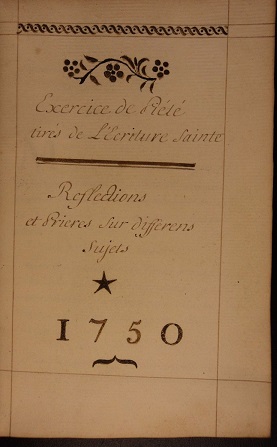 Exercice de Piété
tirés de L'Ecriture Sainte
Reflections
et Prieres Sur differens
Sujets
1750